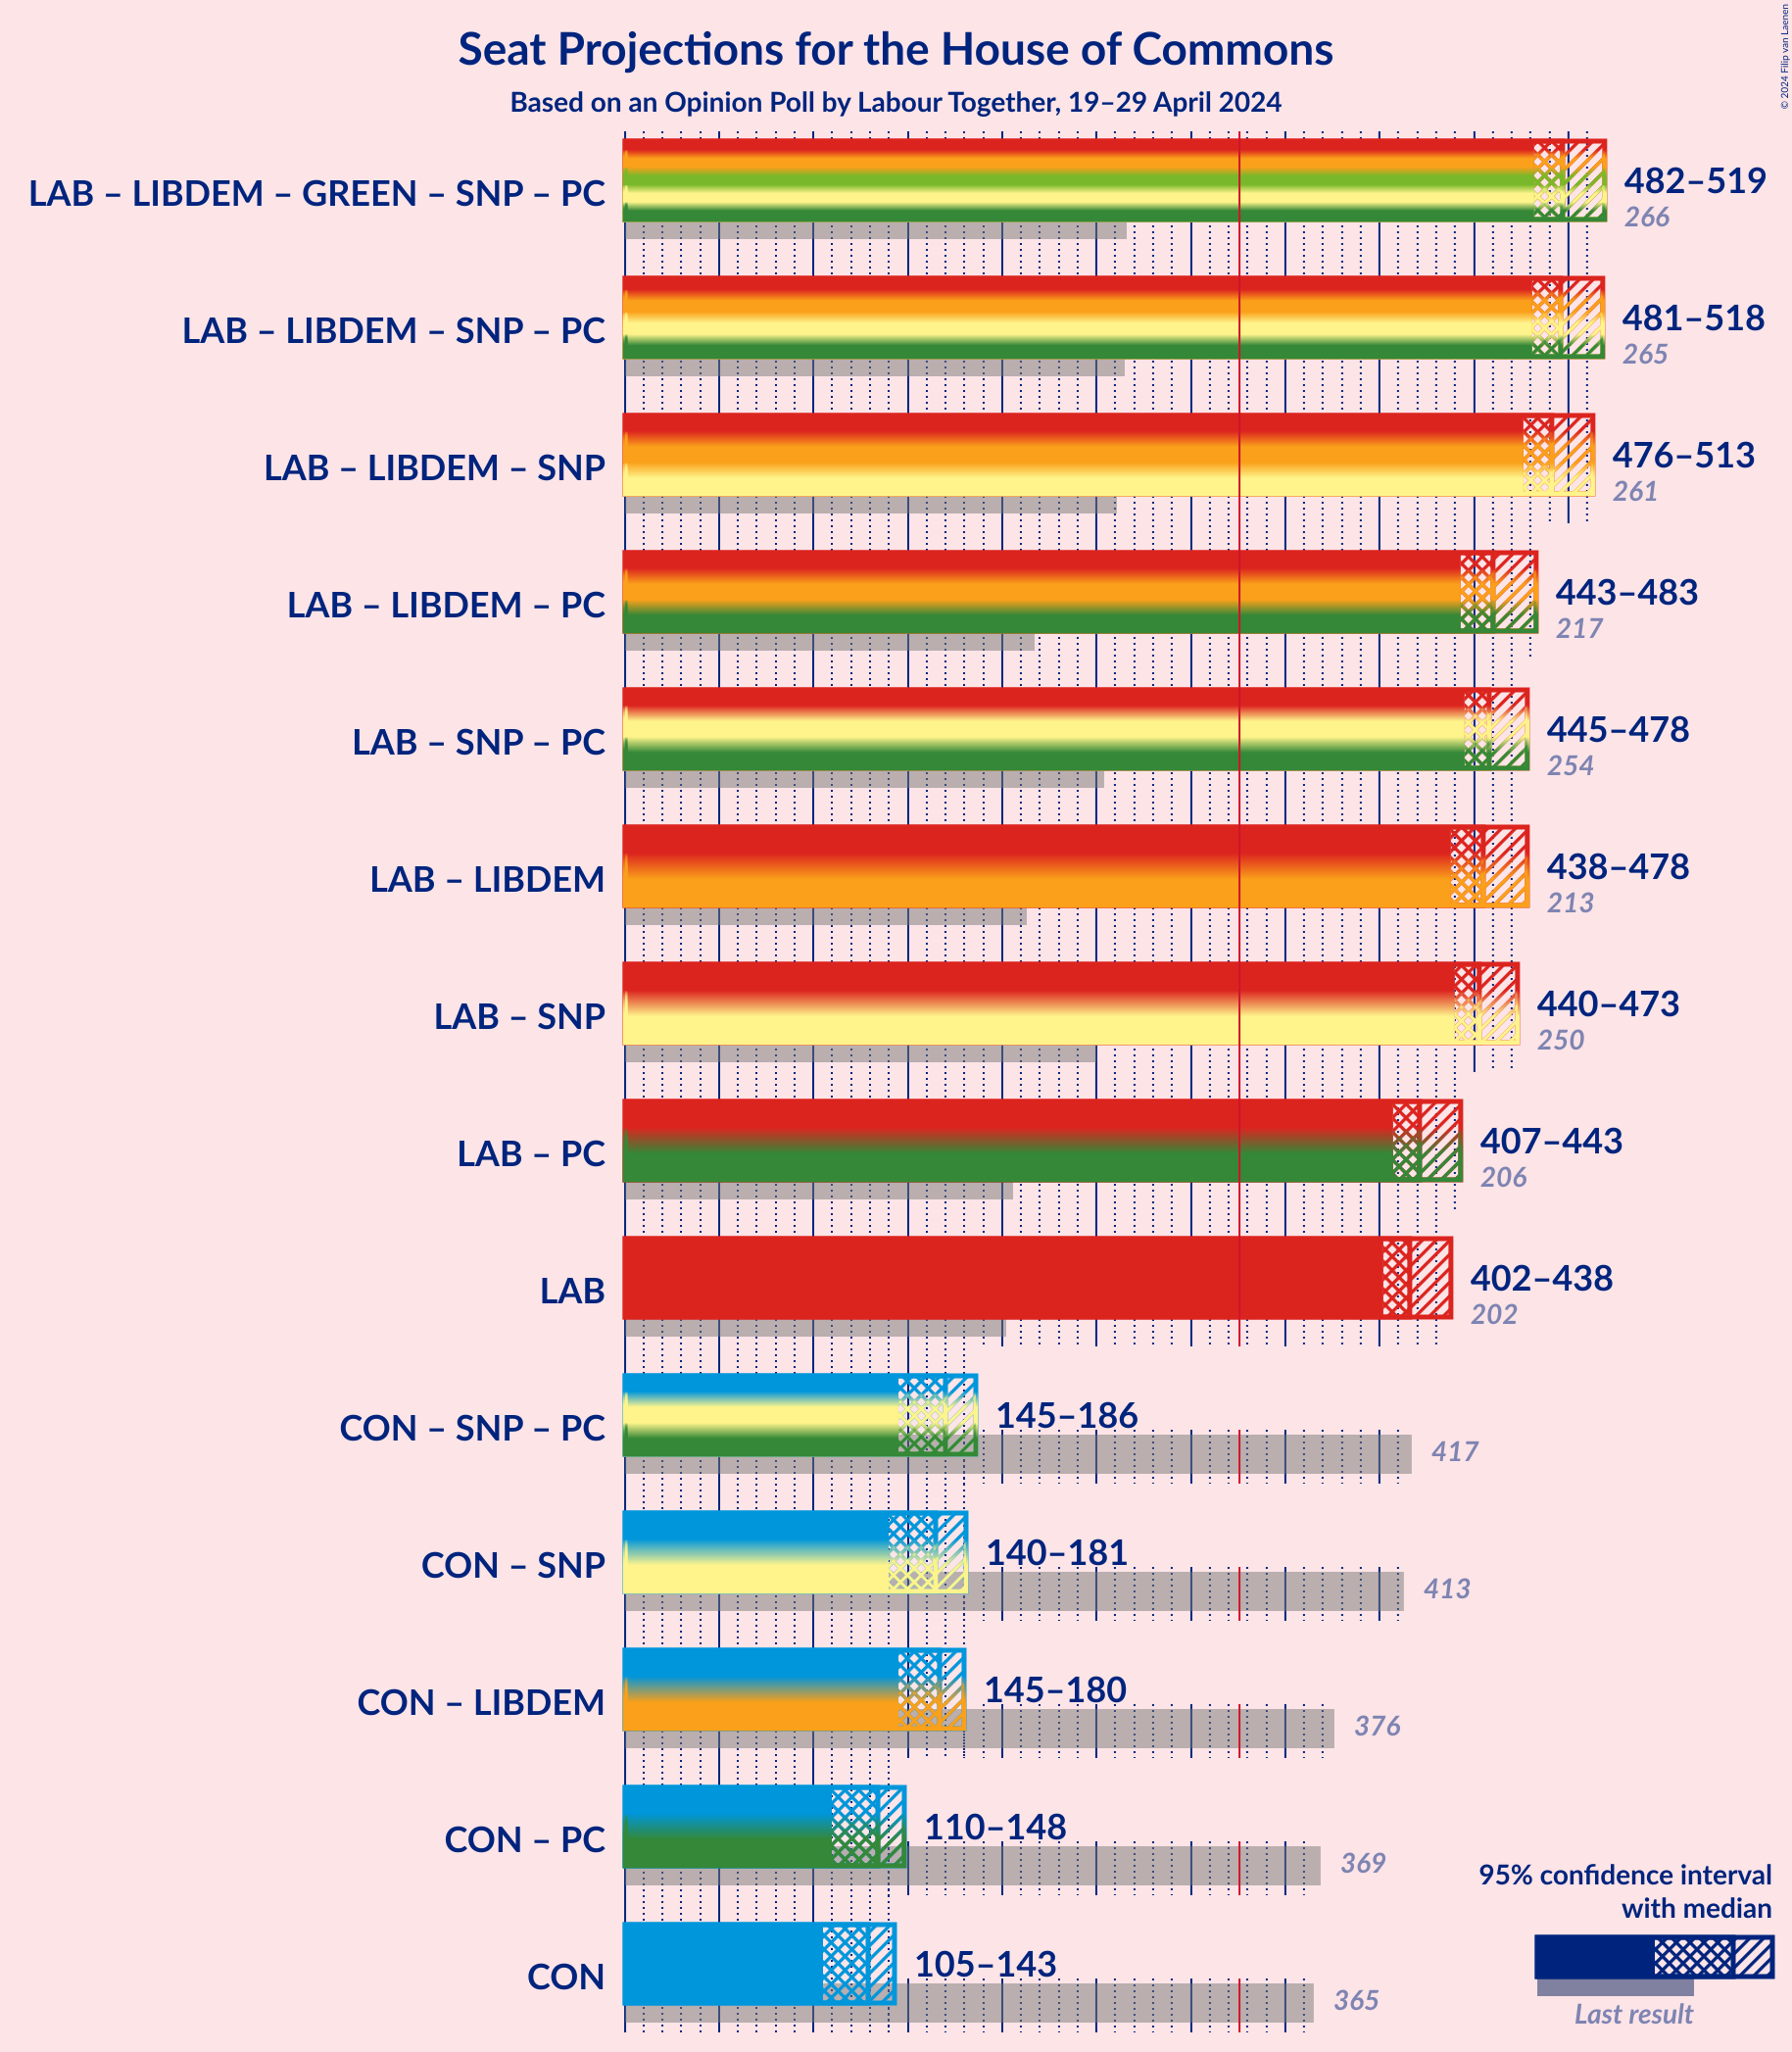 Seat Projections for the House of Commons
Based on an Opinion Poll by Labour Together, 19–29 April 2024
© 2024 Filip van Laenen
LAB – LIBDEM – GREEN – SNP – PC
482–519
266
LAB – LIBDEM – SNP – PC
481–518
265
LAB – LIBDEM – SNP
476–513
261
LAB – LIBDEM – PC
443–483
217
LAB – SNP – PC
445–478
254
LAB – LIBDEM
438–478
213
LAB – SNP
440–473
250
LAB – PC
407–443
206
LAB
402–438
202
CON – SNP – PC
145–186
417
CON – SNP
140–181
413
CON – LIBDEM
145–180
376
CON – PC
110–148
369
CON
105–143
365
95% confidence interval
with median
Last result